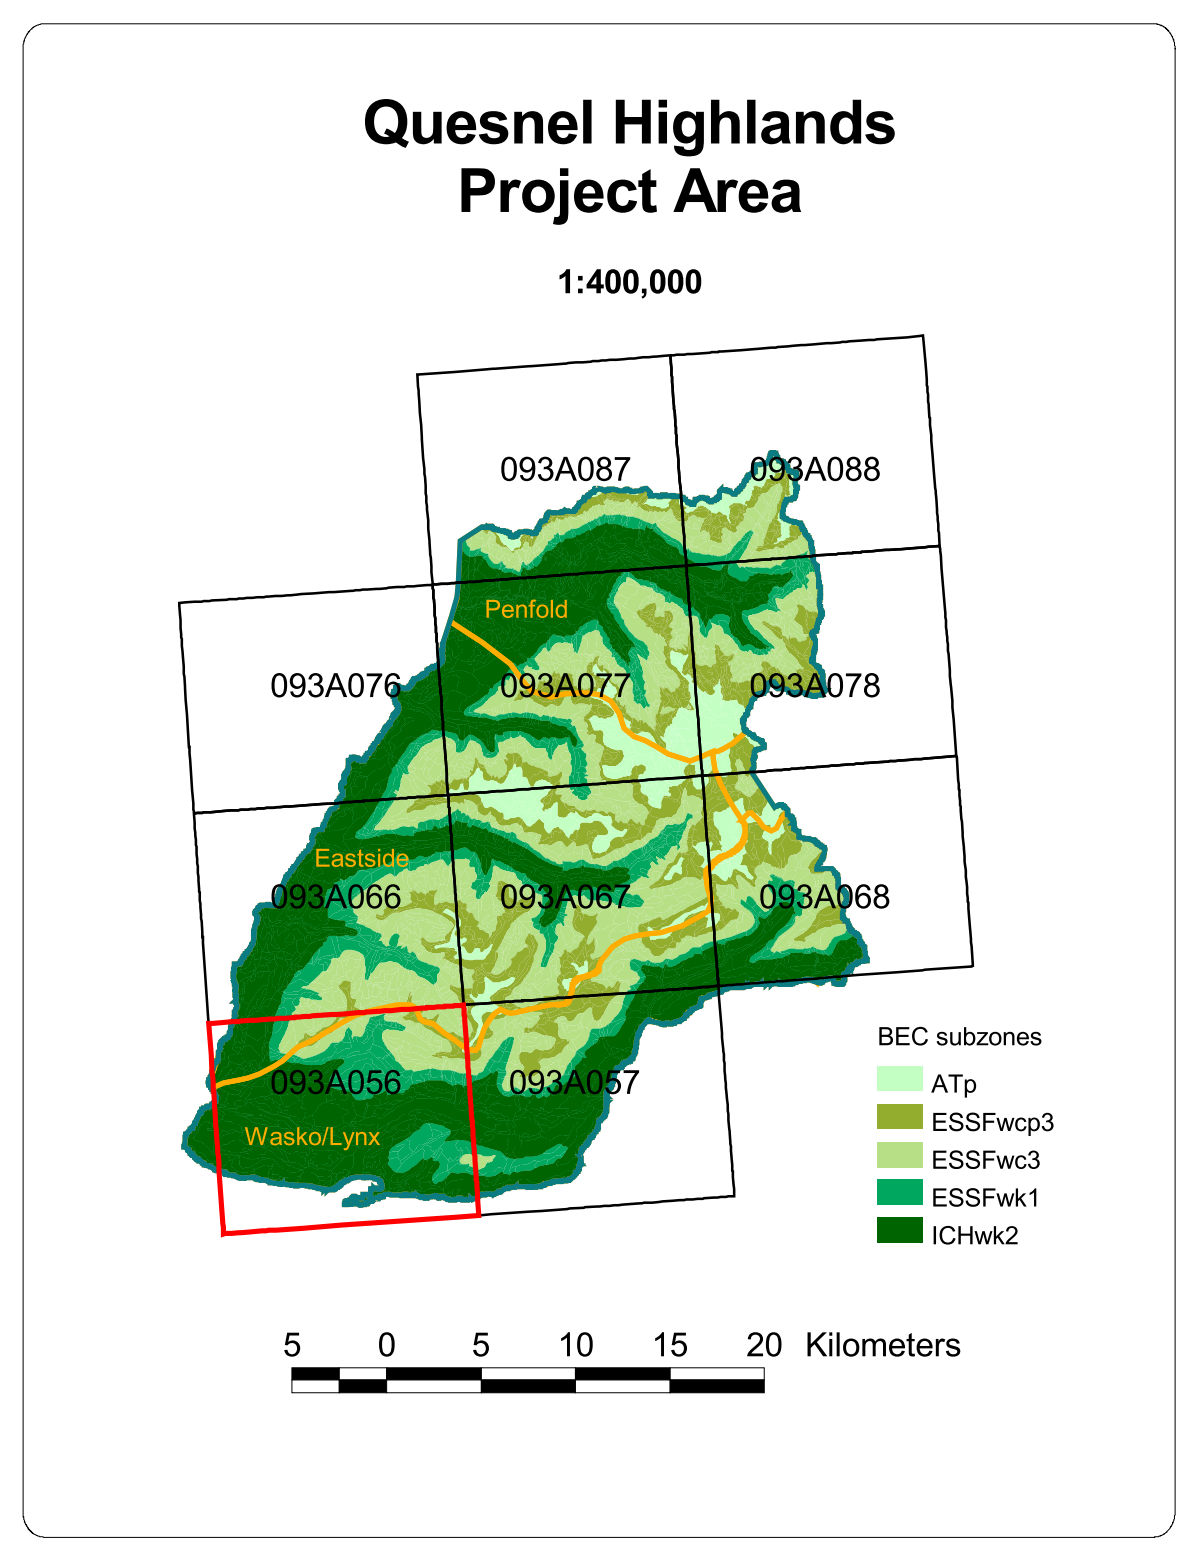 Quesnel Highlands
Project Area
1:400,000
093A087
093A088
Penfold
093A076
093A077
093A078
Eastside
093A066
093A067
093A068
093A056
093A057
Wasko/Lynx
BEC subzones
ATp
ESSFwcp3
ESSFwc3
ESSFwk1
ICHwk2
5 0 5 10 15 20 Kilometers